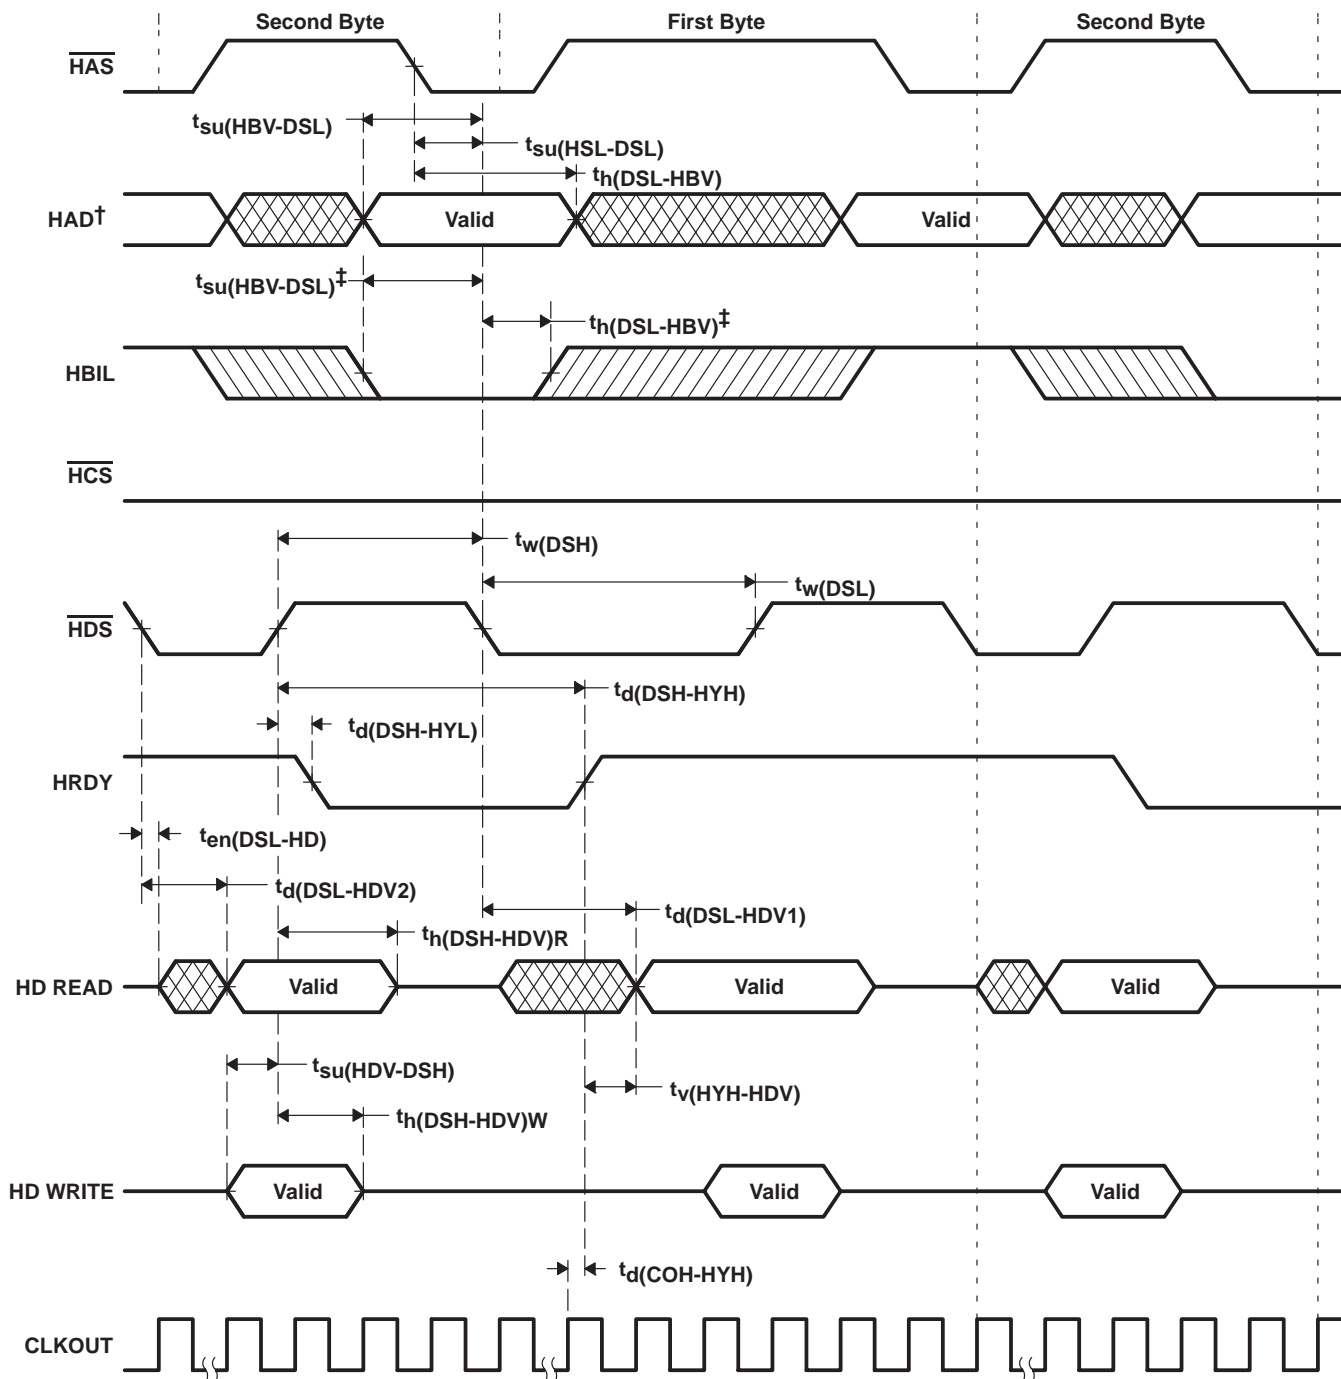 Second Byte First Byte Second Byte
HAS
tsu(HBV-DSL)
tsu(HSL-DSL)
th(DSL-HBV)
HAD† Valid Valid
tsu(HBV-DSL)‡
th(DSL-HBV)‡
HBIL
HCS
tw(DSH)
tw(DSL)
HDS
td(DSH-HYH)
td(DSH-HYL)
HRDY
ten(DSL-HD)
td(DSL-HDV2)
td(DSL-HDV1)
th(DSH-HDV)R
HD READ Valid Valid Valid
tsu(HDV-DSH)
tv(HYH-HDV)
th(DSH-HDV)W
HD WRITE Valid Valid Valid
td(COH-HYH)
CLKOUT